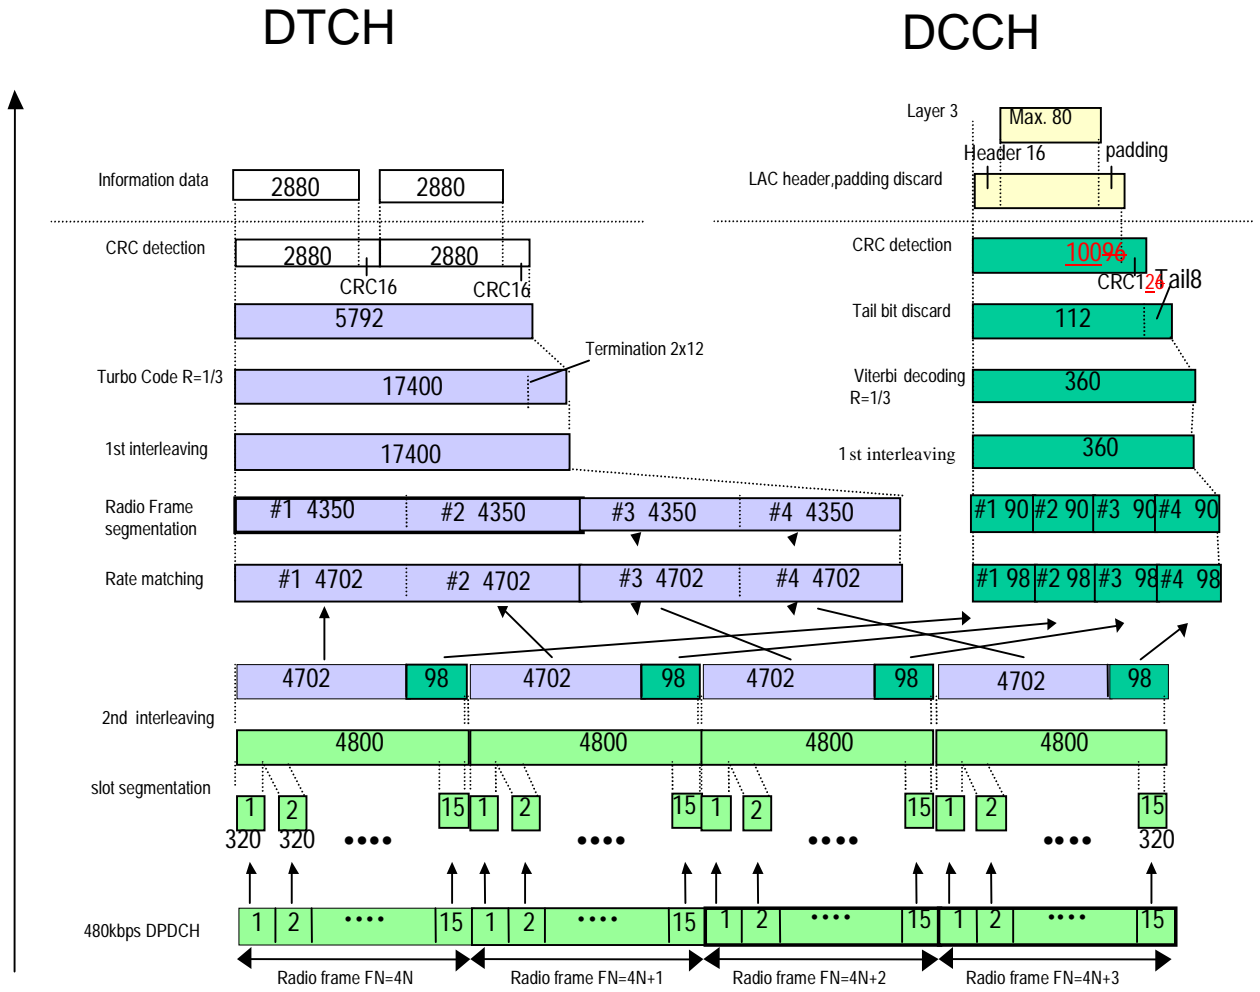 DTCH
DCCH
Layer 3
Max. 80
Header 16
padding
Information data
2880
2880
LAC header,padding discard
CRC detection
2880
2880
CRC16
CRC16
CRC detection
10096
CRC124
Tail8
5792
Tail bit discard
112
Termination 2x12
Turbo Code R=1/3
17400
Viterbi decoding
R=1/3
360
1st interleaving
17400
1st interleaving
360
Radio Frame
segmentation
#1 4350
#2 4350
#3 4350
#4 4350
#1 90
#2 90
#3 90
#4 90
Rate matching
#1 4702
#2 4702
#3 4702
#4 4702
#1 98
#2 98
#3 98
#4 98
4702
98
4702
98
4702
98
4702
98
2nd interleaving
4800
4800
4800
4800
slot segmentation
1
2
15
1
2
15
1
2
15
1
2
15
320
320
320
480kbps DPDCH
1
2
15
1
2
15
1
2
15
1
2
15
Radio frame FN=4N
Radio frame FN=4N+1
Radio frame FN=4N+2
Radio frame FN=4N+3